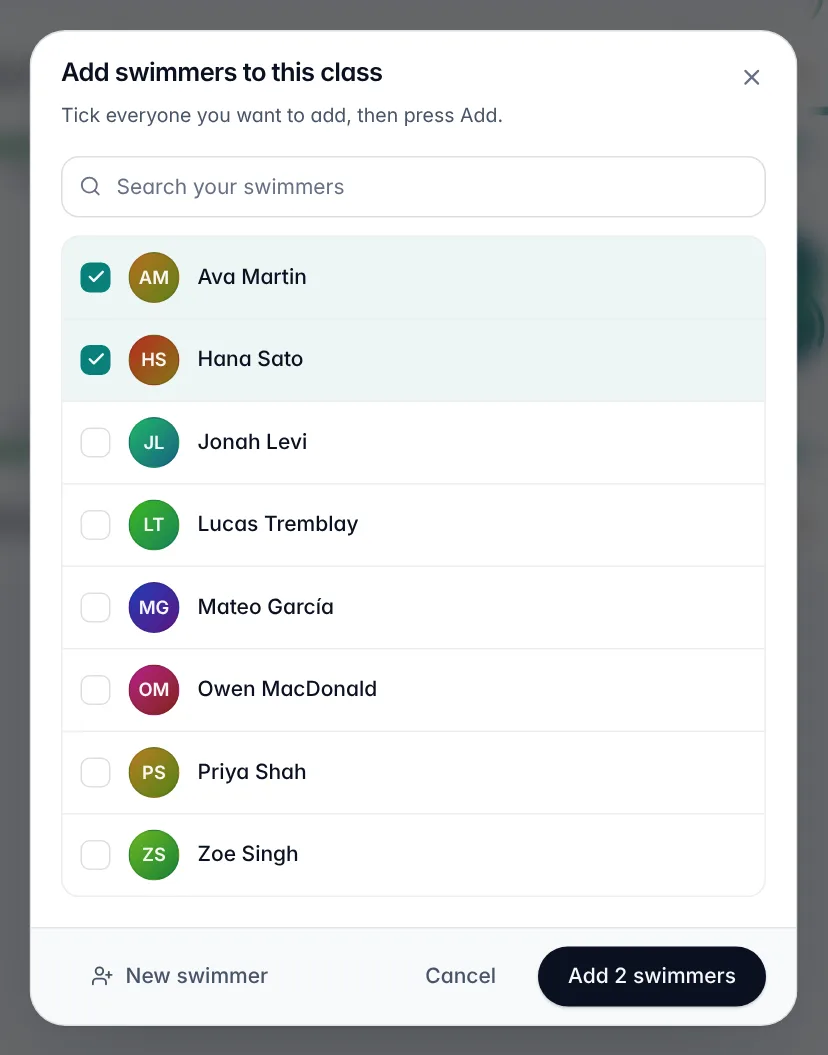 Add swimmers to this class
Tick everyone you want to add, then press Add.
Search your swimmers
AM Ava Martin
HS Hana Sato
JL Jonah Levi
LT Lucas Tremblay
MG Mateo García
OM Owen MacDonald
PS Priya Shah
ZS Zoe Singh
New swimmer Cancel Add 2 swimmers